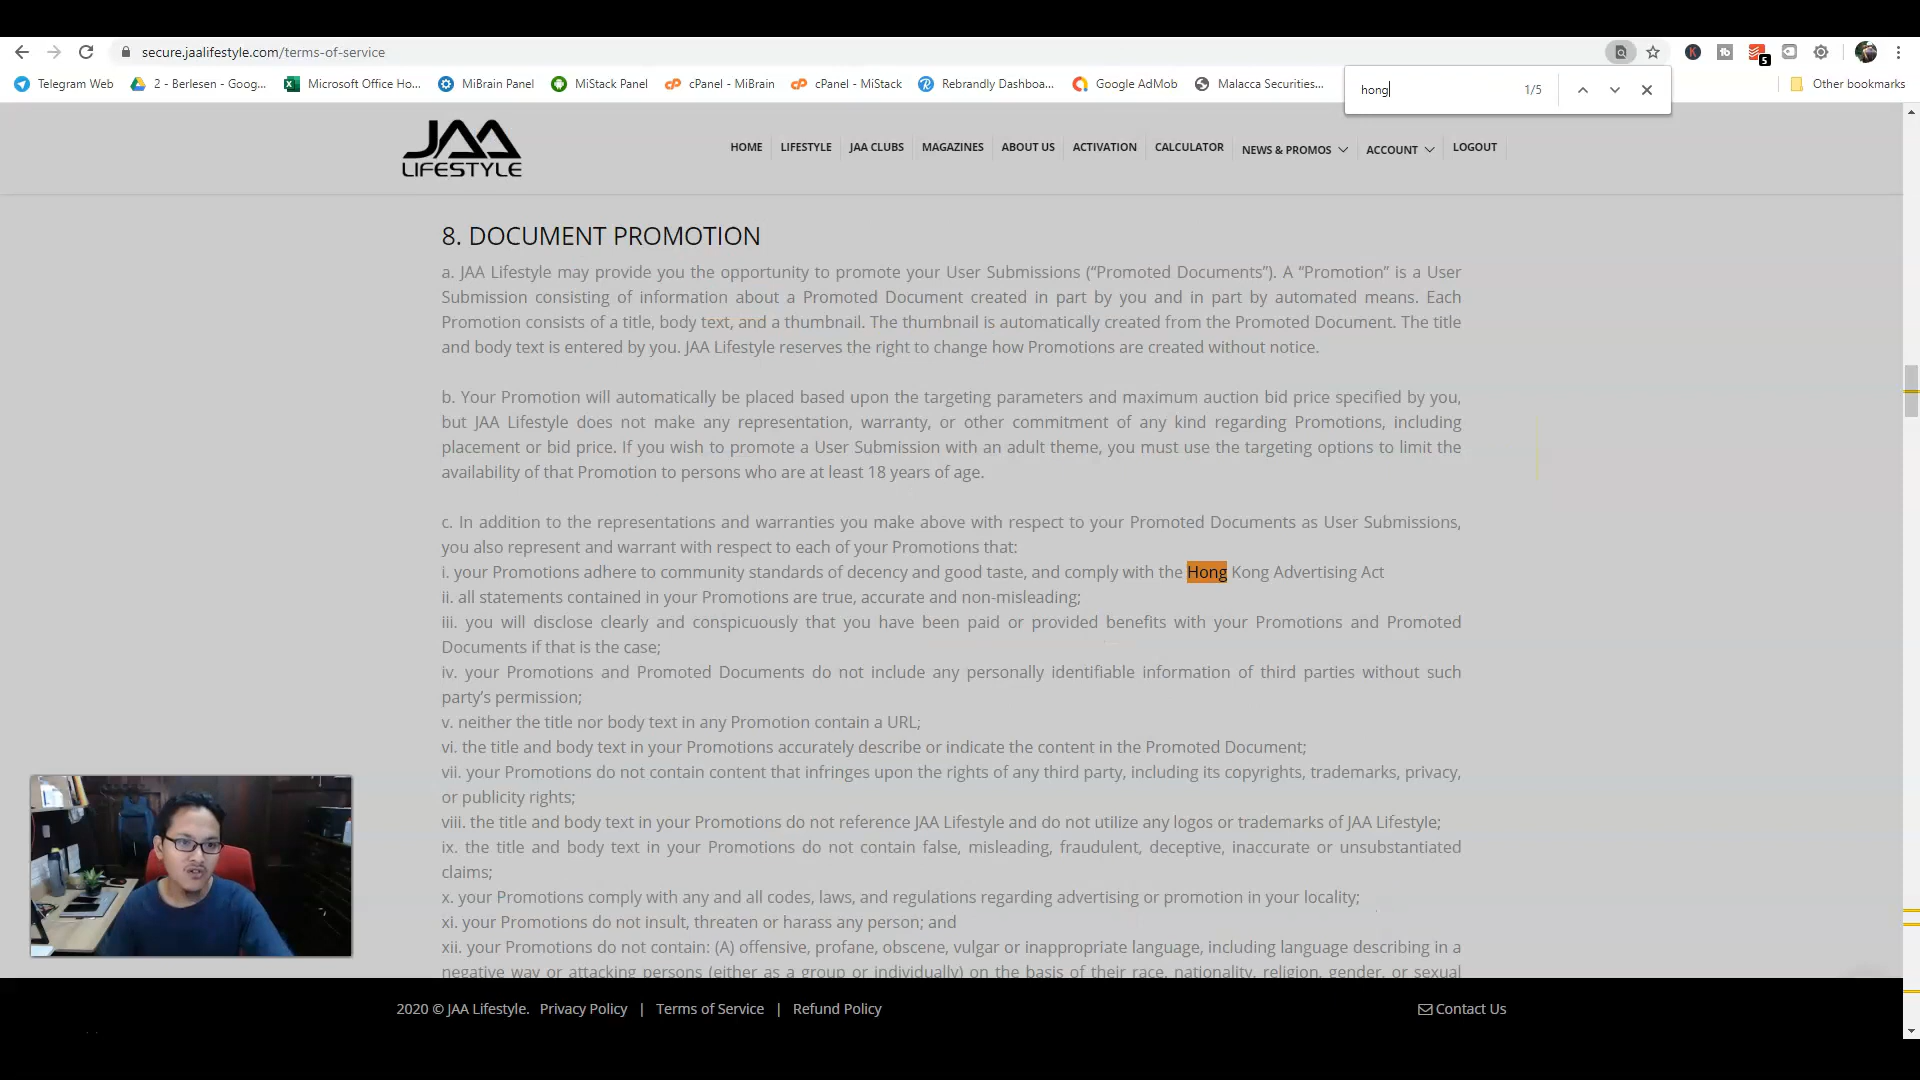 secure.jaalifestyle.com/terms-of-service
5
Telegram Web
2 - Berlesen - Goog...
Microsoft Office Ho...
MiBrain Panel
MiStack Panel
cPanel - MiBrain
cPanel - MiStack
Rebrandly Dashboa...
Google AdMob
Malacca Securities...
hong
1/5
Other bookmarks
JAA
LIFESTYLE
HOME
LIFESTYLE
JAA CLUBS
MAGAZINES
ABOUT US
ACTIVATION
CALCULATOR
NEWS & PROMOS
ACCOUNT
LOGOUT
8. DOCUMENT PROMOTION
a. JAA Lifestyle may provide you the opportunity to promote your User Submissions (“Promoted Documents”). A “Promotion” is a User
Submission consisting of information about a Promoted Document created in part by you and in part by automated means. Each
Promotion consists of a title, body text, and a thumbnail. The thumbnail is automatically created from the Promoted Document. The title
and body text is entered by you. JAA Lifestyle reserves the right to change how Promotions are created without notice.
b. Your Promotion will automatically be placed based upon the targeting parameters and maximum auction bid price specified by you,
but JAA Lifestyle does not make any representation, warranty, or other commitment of any kind regarding Promotions, including
placement or bid price. If you wish to promote a User Submission with an adult theme, you must use the targeting options to limit the
availability of that Promotion to persons who are at least 18 years of age.
c. In addition to the representations and warranties you make above with respect to your Promoted Documents as User Submissions,
you also represent and warrant with respect to each of your Promotions that:
i. your Promotions adhere to community standards of decency and good taste, and comply with the Hong Kong Advertising Act
ii. all statements contained in your Promotions are true, accurate and non-misleading;
iii. you will disclose clearly and conspicuously that you have been paid or provided benefits with your Promotions and Promoted
Documents if that is the case;
iv. your Promotions and Promoted Documents do not include any personally identifiable information of third parties without such
party’s permission;
v. neither the title nor body text in any Promotion contain a URL;
vi. the title and body text in your Promotions accurately describe or indicate the content in the Promoted Document;
vii. your Promotions do not contain content that infringes upon the rights of any third party, including its copyrights, trademarks, privacy,
or publicity rights;
viii. the title and body text in your Promotions do not reference JAA Lifestyle and do not utilize any logos or trademarks of JAA Lifestyle;
ix. the title and body text in your Promotions do not contain false, misleading, fraudulent, deceptive, inaccurate or unsubstantiated
claims;
x. your Promotions comply with any and all codes, laws, and regulations regarding advertising or promotion in your locality;
xi. your Promotions do not insult, threaten or harass any person; and
xii. your Promotions do not contain: (A) offensive, profane, obscene, vulgar or inappropriate language, including language describing in a
negative way or attacking persons (either as a group or individually) on the basis of their race, nationality, religion, gender, or sexual
2020 © JAA Lifestyle. Privacy Policy | Terms of Service | Refund Policy
Contact Us